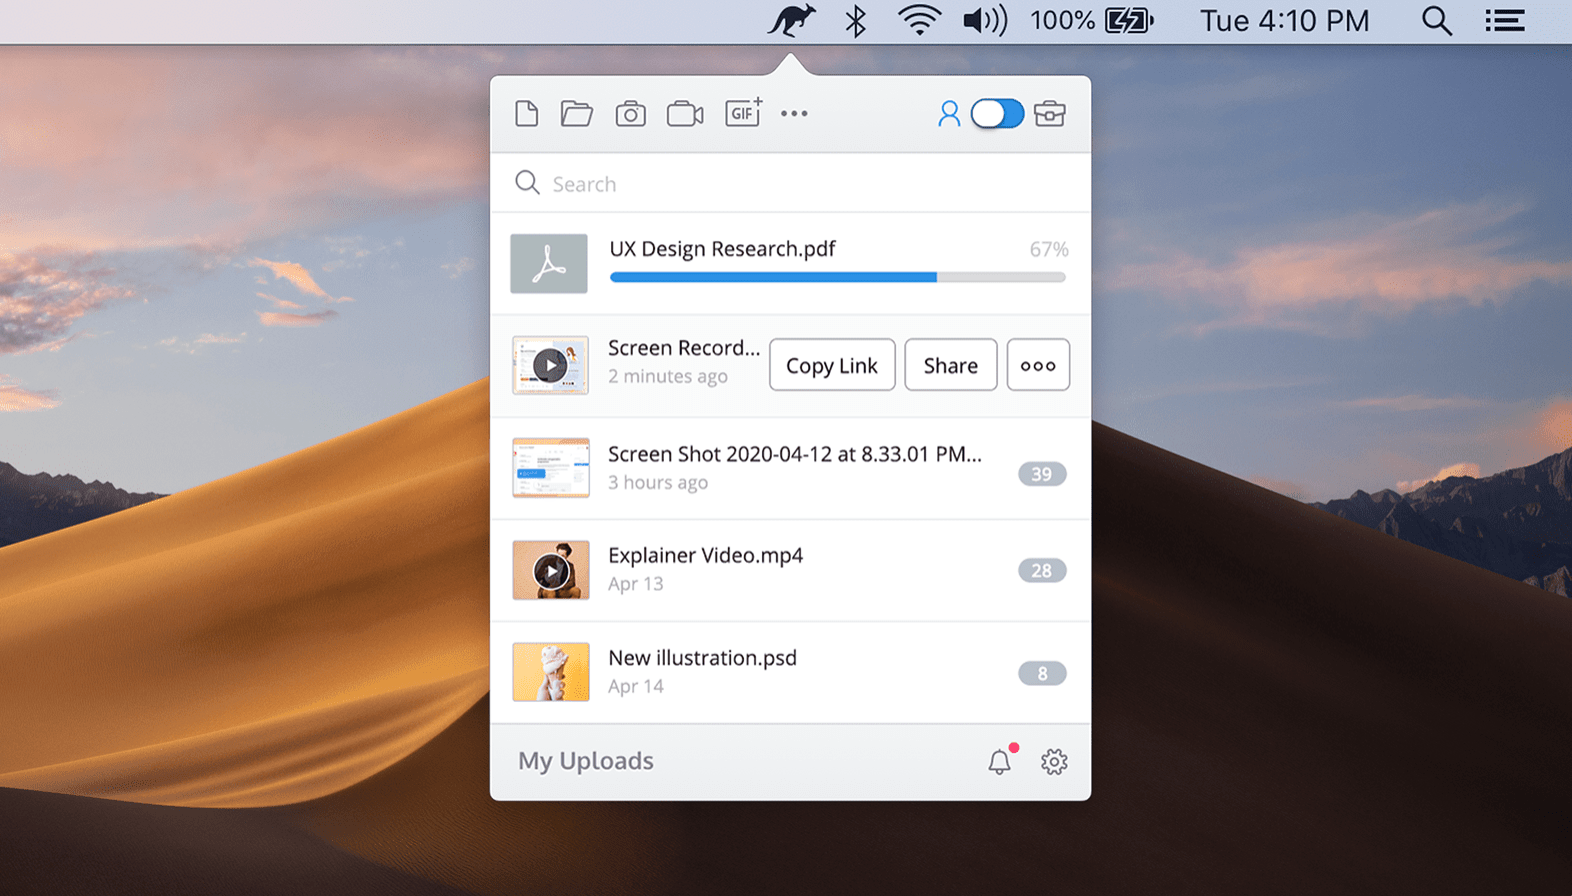 100%
Tue 4:10 PM
GIF
Search
UX Design Research.pdf
67%
Screen Record...
2 minutes ago
Copy Link
Share
Screen Shot 2020-04-12 at 8.33.01 PM...
3 hours ago
39
Explainer Video.mp4
Apr 13
28
New illustration.psd
Apr 14
8
My Uploads